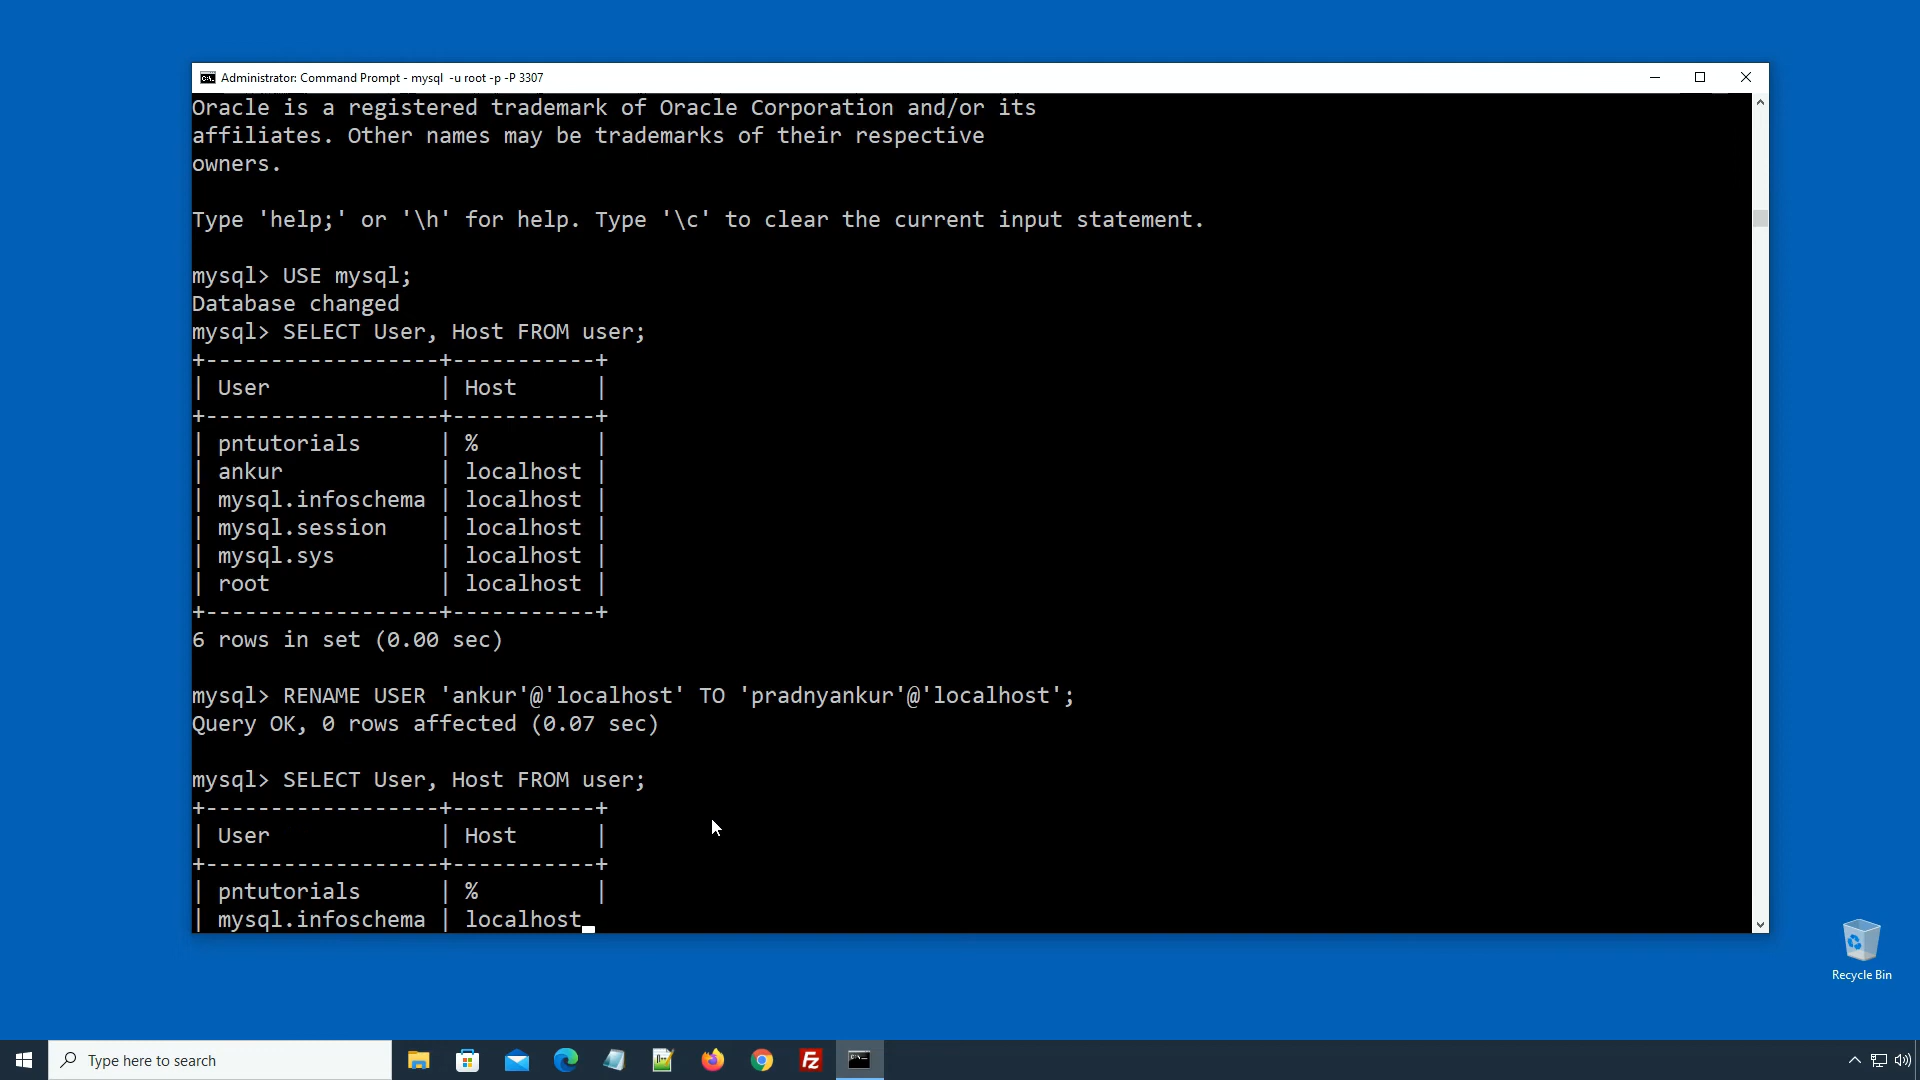 Administrator: Command Prompt - mysql  -u root -p -P 3307
Oracle is a registered trademark of Oracle Corporation and/or its
affiliates. Other names may be trademarks of their respective
owners.
Type 'help;' or '\h' for help. Type '\c' to clear the current input statement.
mysql> USE mysql;
Database changed
mysql> SELECT User, Host FROM user;
+------------------+-----------+
| User             | Host      |
+------------------+-----------+
| pntutorials      | %         |
| ankur            | localhost |
| mysql.infoschema | localhost |
| mysql.session    | localhost |
| mysql.sys        | localhost |
| root             | localhost |
+------------------+-----------+
6 rows in set (0.00 sec)
mysql> RENAME USER 'ankur'@'localhost' TO 'pradnyankur'@'localhost';
Query OK, 0 rows affected (0.07 sec)
mysql> SELECT User, Host FROM user;
+------------------+-----------+
| User             | Host      |
+------------------+-----------+
| pntutorials      | %         |
| mysql.infoschema | localhost
Recycle Bin
Type here to search